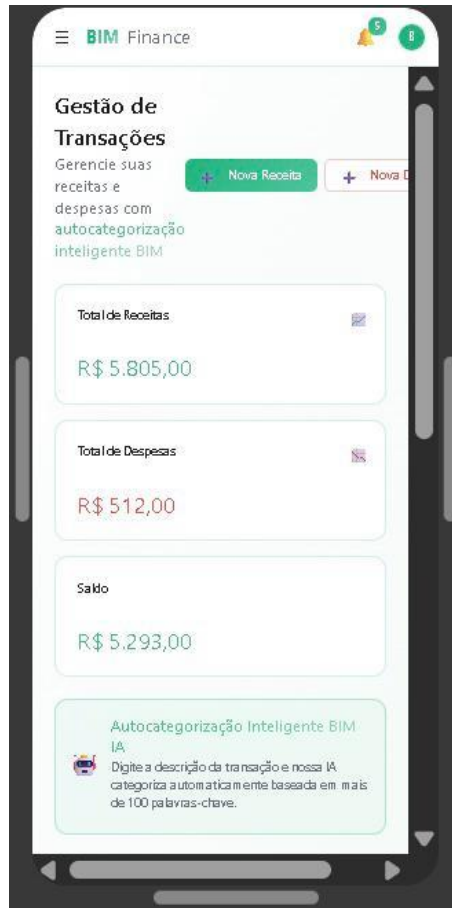 ☰ BIM Finance
5
B
Gestão de
Transações
Gerencie suas
receitas e
despesas com
autocategorização
inteligente BIM
+ Nova Receita
+ Nova D
Total de Receitas
R$ 5.805,00
Total de Despesas
R$ 512,00
Saldo
R$ 5.293,00
Autocategorização Inteligente BIM
IA
Digite a descrição da transação e nossa IA
categoriza automaticamente baseada em mais
de 100 palavras-chave.